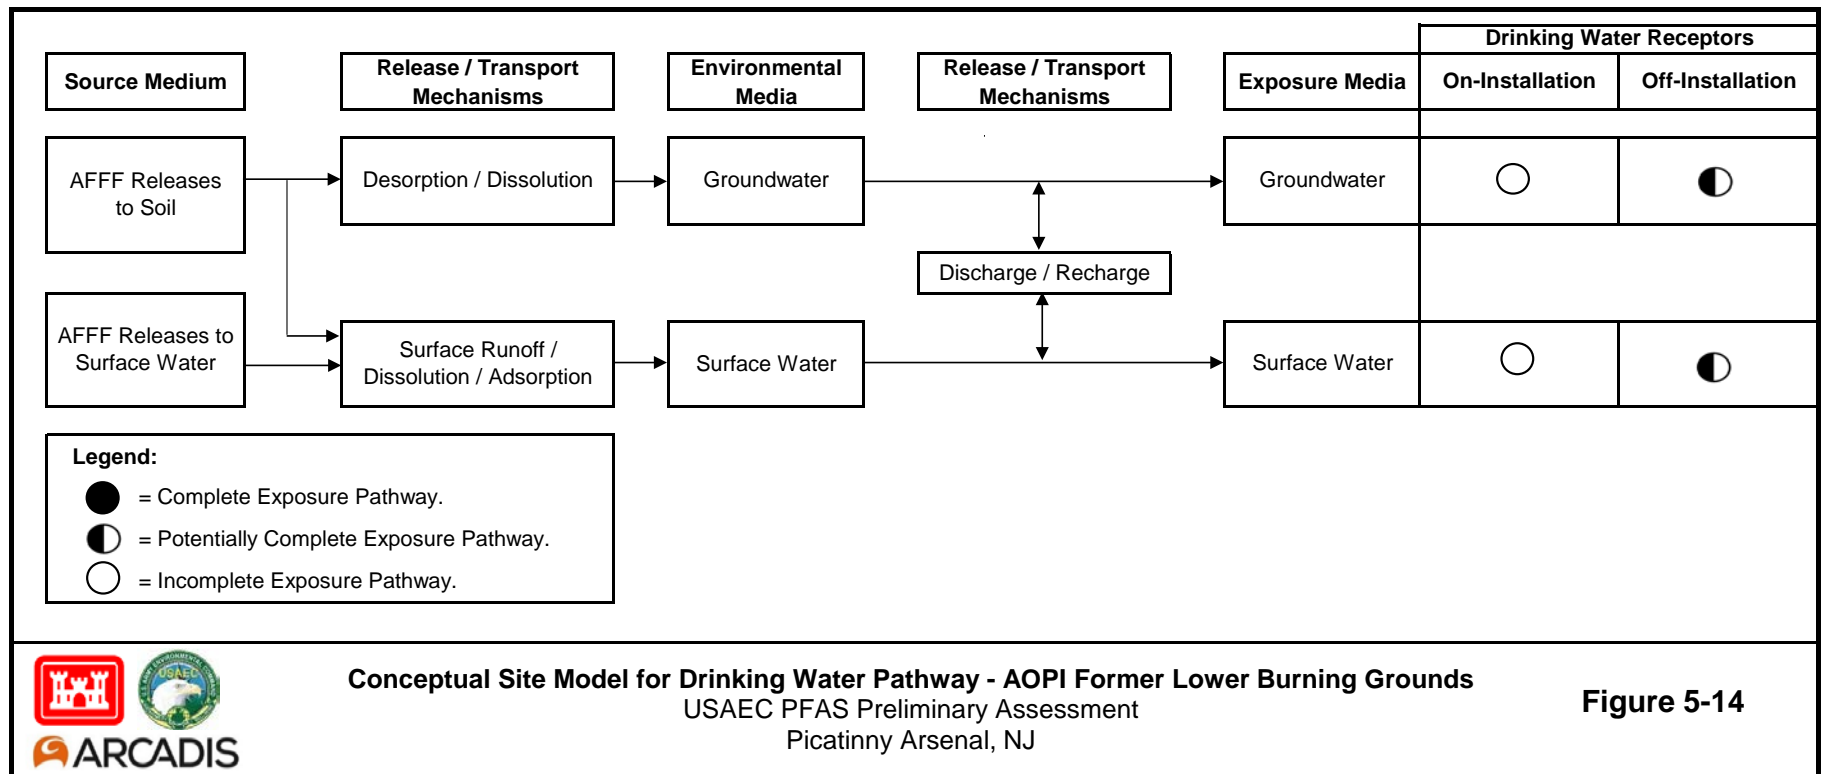 Drinking Water Receptors
Source Medium
Release / Transport
Mechanisms
Environmental
Media
Release / Transport
Mechanisms
Exposure Media
On-Installation
Off-Installation
AFFF Releases
to Soil
Desorption / Dissolution
Groundwater
Groundwater
Discharge / Recharge
AFFF Releases to
Surface Water
Surface Runoff /
Dissolution / Adsorption
Surface Water
Surface Water
Legend:
= Complete Exposure Pathway.
= Potentially Complete Exposure Pathway.
= Incomplete Exposure Pathway.
USAEC
ARCADIS
Conceptual Site Model for Drinking Water Pathway - AOPI Former Lower Burning Grounds
USAEC PFAS Preliminary Assessment
Picatinny Arsenal, NJ
Figure 5-14